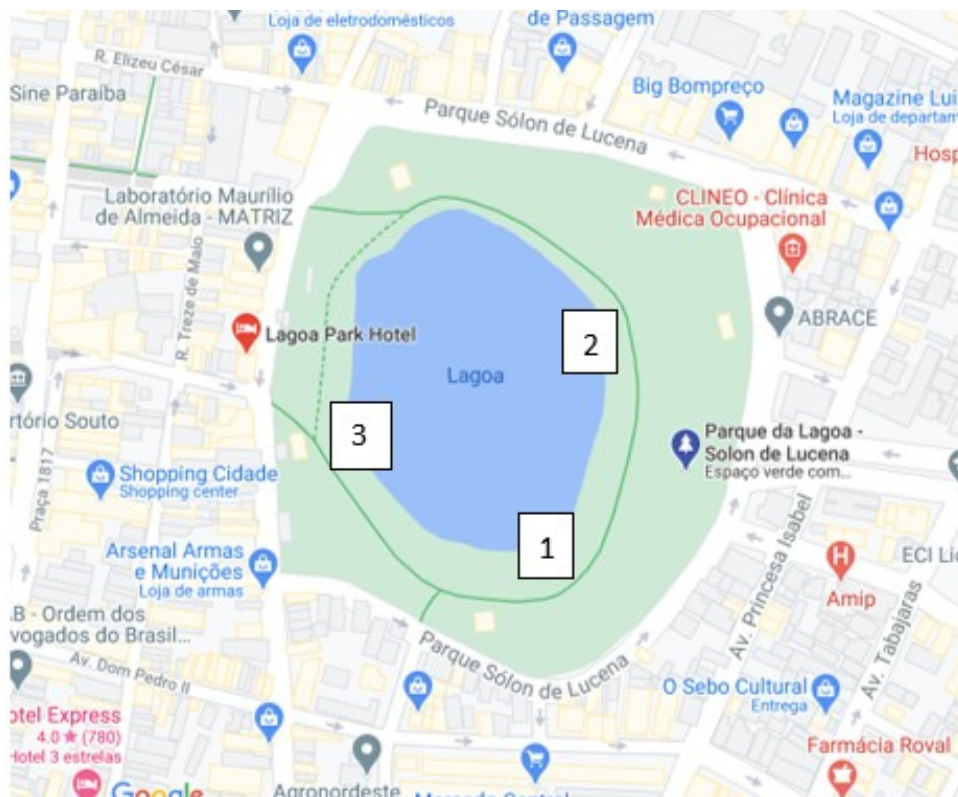 Loja de eletrodomésticos
de Passagem
R. Elizeu César
Sine Paraíba
Big Bompreço
Parque Sólon de Lucena
Magazine Lui
Loja de departam
Hosp
Laboratório Maurílio
de Almeida - MATRIZ
CLINEO - Clínica
Médica Ocupacional
R. Treze de Maio
ABRACE
Lagoa Park Hotel
2
Lagoa
rtório Souto
3
Parque da Lagoa -
Solon de Lucena
Espaço verde com...
Shopping Cidade
Shopping center
Praça 1817
1
Arsenal Armas
e Munições
Loja de armas
Av. Princesa Isabel
ECI Lic
H
Amip
B - Ordem dos
vogados do Brasil...
Av. Tabajaras
Parque Sólon de Lucena
Av. Dom Pedro II
O Sebo Cultural
Entrega
otel Express
4.0 ★ (780)
Hotel 3 estrelas
Farmácia Roval
Google
Agronordeste
Mercado Central